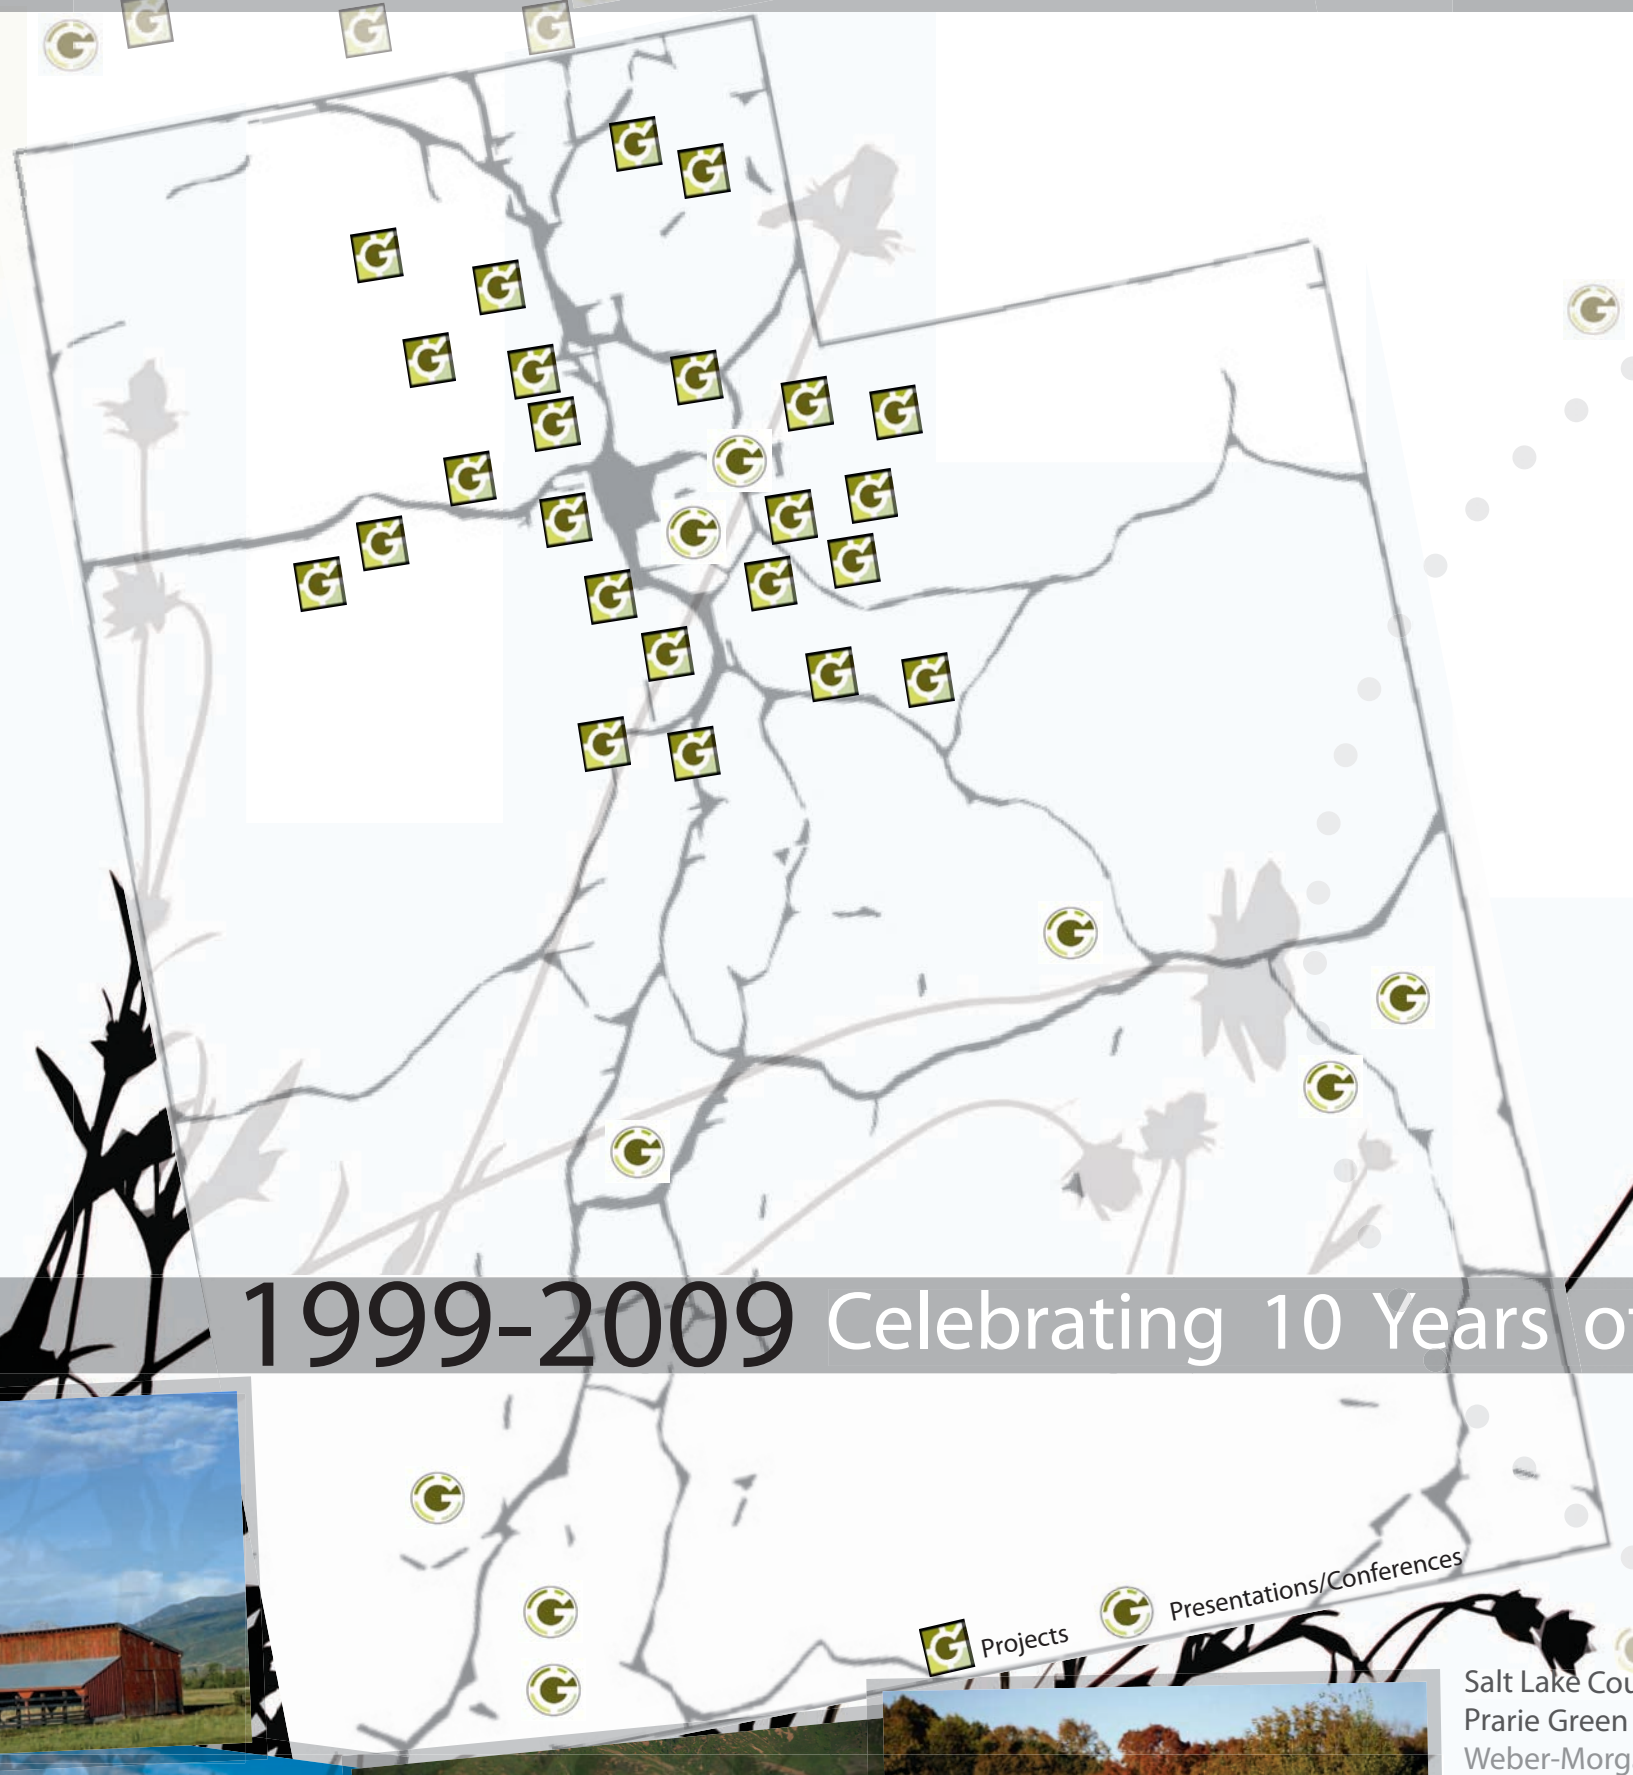 1999-2009 Celebrating 10 Years of
Projects
Presentations/Conferences
Salt Lake Cou
Prarie Green
Weber-Morg